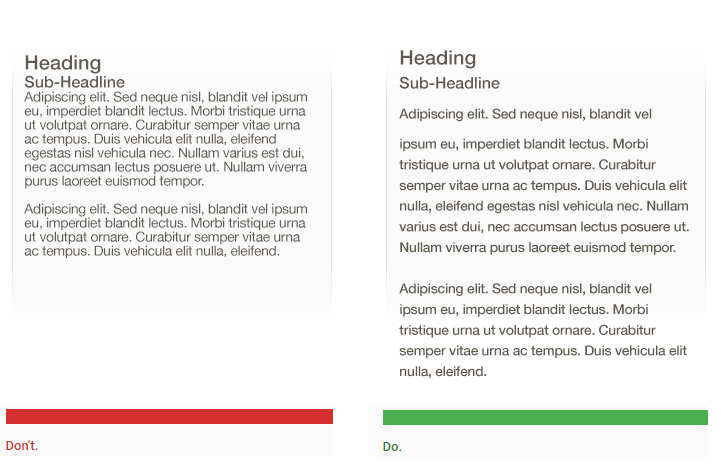 Heading
Sub-Headline
Adipiscing elit. Sed neque nisl, blandit vel ipsum
eu, imperdiet blandit lectus. Morbi tristique urna
ut volutpat ornare. Curabitur semper vitae urna
ac tempus. Duis vehicula elit nulla, eleifend
egestas nisl vehicula nec. Nullam varius est dui,
nec accumsan lectus posuere ut. Nullam viverra
purus laoreet euismod tempor.
Adipiscing elit. Sed neque nisl, blandit vel ipsum
eu, imperdiet blandit lectus. Morbi tristique urna
ut volutpat ornare. Curabitur semper vitae urna
ac tempus. Duis vehicula elit nulla, eleifend.
Don't.
Heading
Sub-Headline
Adipiscing elit. Sed neque nisl, blandit vel
ipsum eu, imperdiet blandit lectus. Morbi
tristique urna ut volutpat ornare. Curabitur
semper vitae urna ac tempus. Duis vehicula elit
nulla, eleifend egestas nisl vehicula nec. Nullam
varius est dui, nec accumsan lectus posuere ut.
Nullam viverra purus laoreet euismod tempor.
Adipiscing elit. Sed neque nisl, blandit vel
ipsum eu, imperdiet blandit lectus. Morbi
tristique urna ut volutpat ornare. Curabitur
semper vitae urna ac tempus. Duis vehicula elit
nulla, eleifend.
Do.